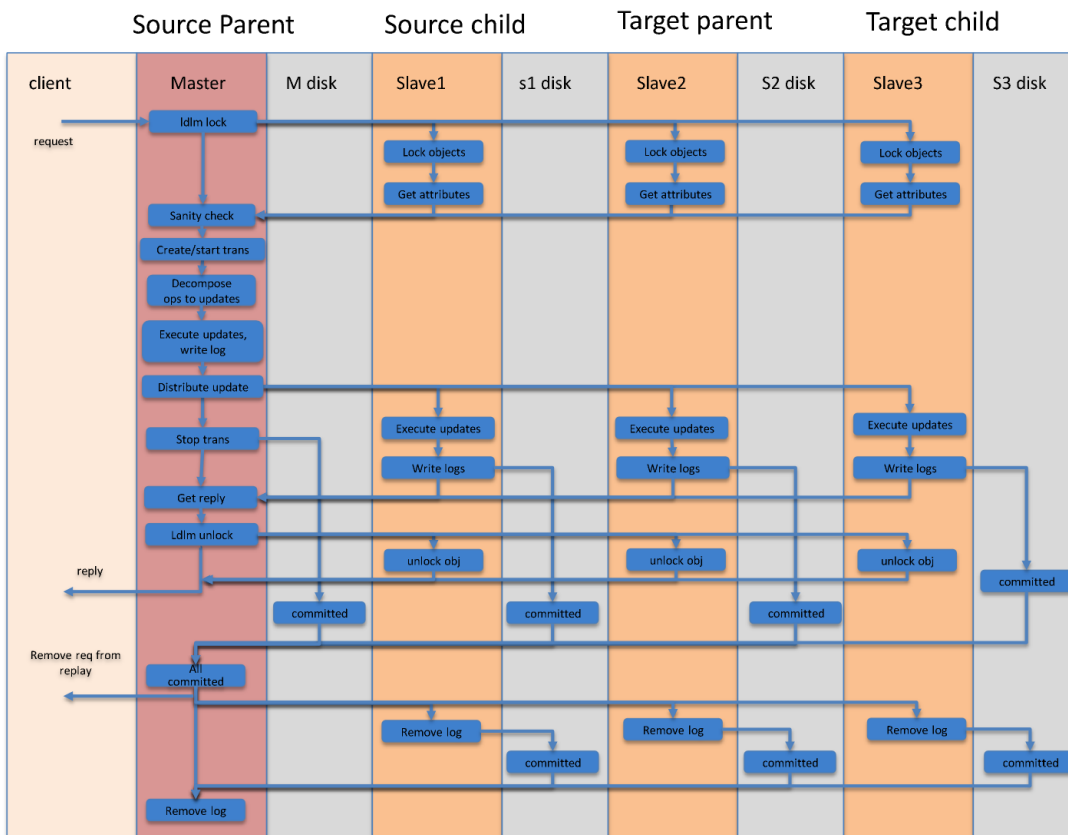 Source Parent
Source child
Target parent
Target child
client
Master
M disk
Slave1
s1 disk
Slave2
S2 disk
Slave3
S3 disk
ldlm lock
request
Lock objects
Lock objects
Lock objects
Get attributes
Get attributes
Get attributes
Sanity check
Create/start trans
Decompose
ops to updates
Execute updates,
write log
Distribute update
Execute updates
Execute updates
Execute updates
Stop trans
Write logs
Write logs
Write logs
Get reply
Ldlm unlock
unlock obj
unlock obj
unlock obj
reply
committed
committed
committed
committed
Remove req from
replay
All
committed
Remove log
Remove log
Remove log
committed
committed
committed
Remove log